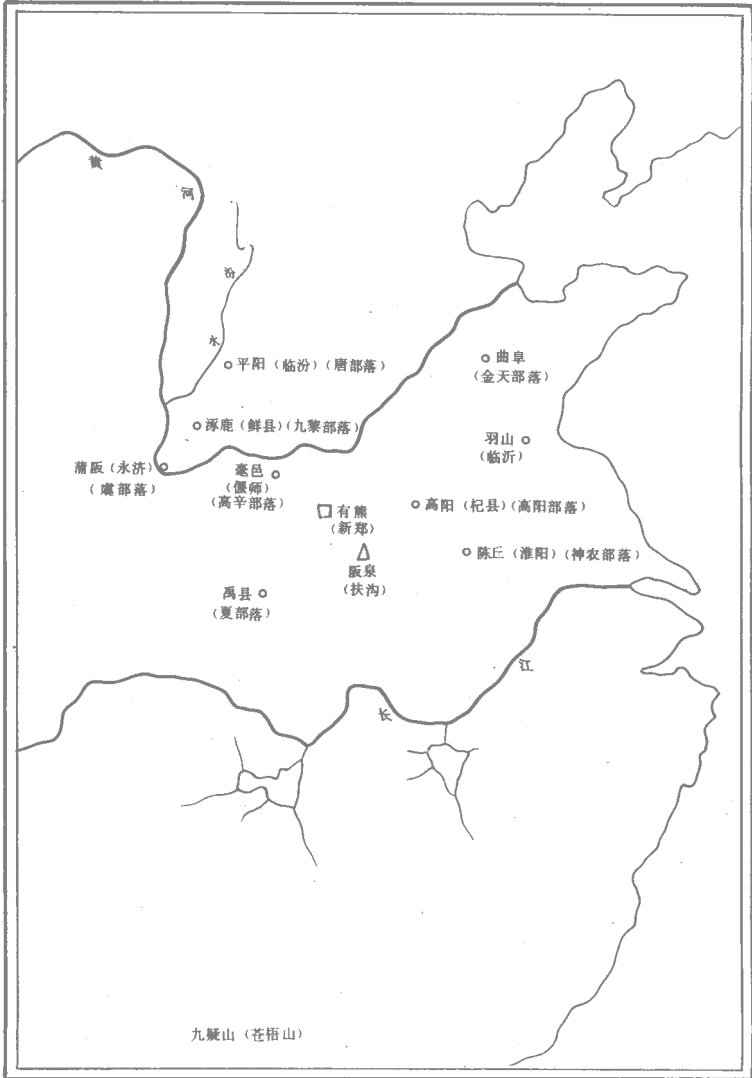 黄
河
汾
水
平阳（临汾）（唐部落）
曲阜
（金天部落）
涿鹿（鲜县）（九黎部落）
羽山
（临沂）
蒲阪（永济）
（虞部落）
亳邑
（偃师）
（高辛部落）
有熊
（新郑）
高阳（杞县）（高阳部落）
阪泉
（扶沟）
陈丘（淮阳）（神农部落）
禹县
（夏部落）
江
长
九疑山（苍梧山）